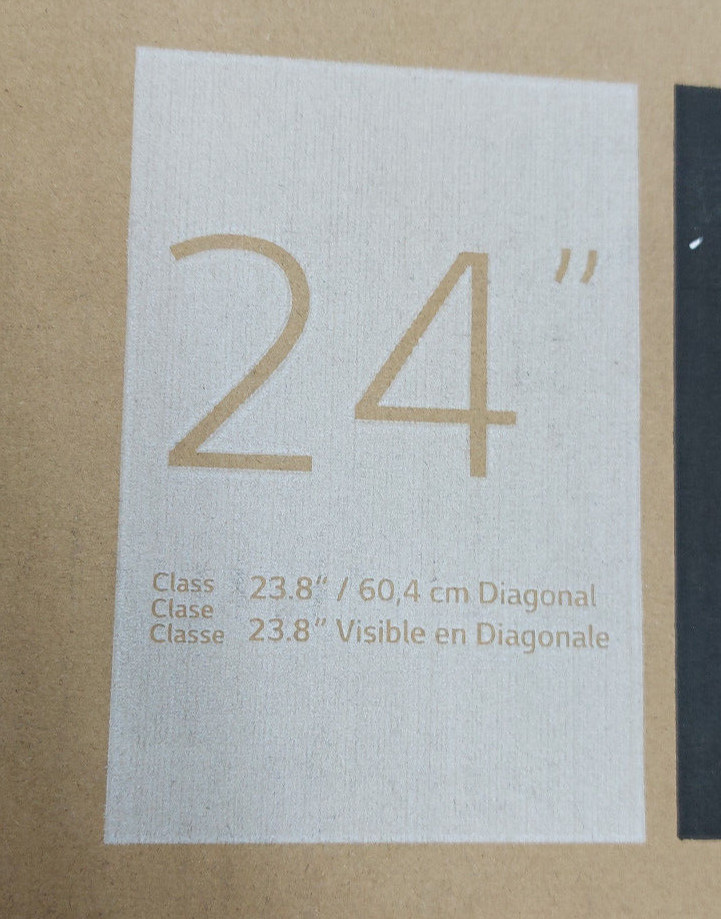 24”
Class
Clase
Classe
23.8” / 60,4 cm Diagonal
23.8” Visible en Diagonale